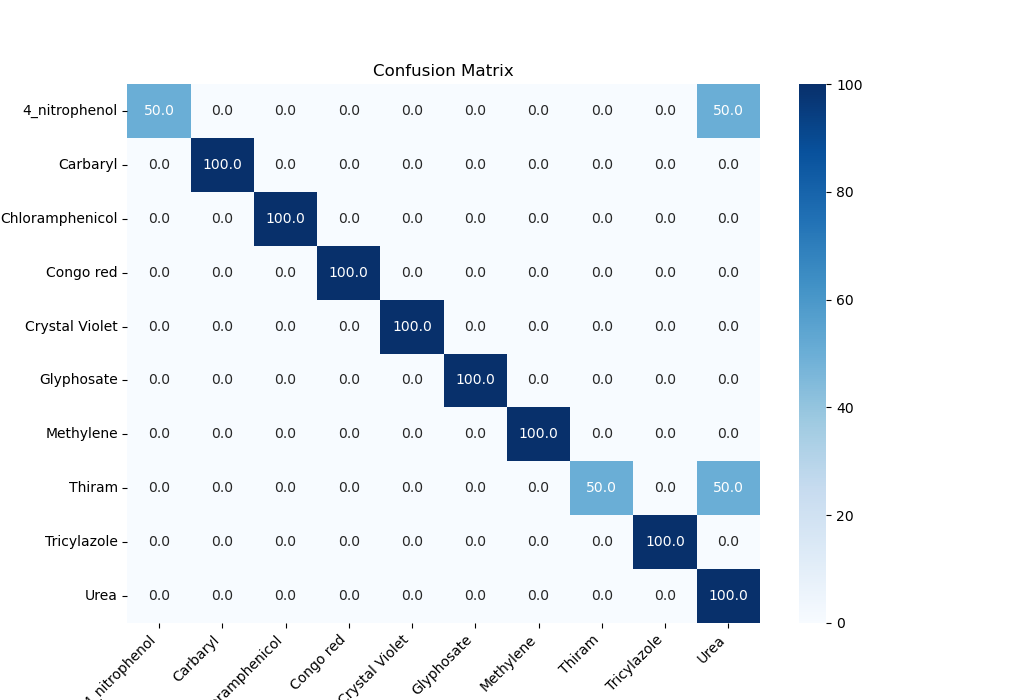 Confusion Matrix
4_nitrophenol 50.0 0.0 0.0 0.0 0.0 0.0 0.0 0.0 0.0 50.0
Carbaryl 0.0 100.0 0.0 0.0 0.0 0.0 0.0 0.0 0.0 0.0
Chloramphenicol 0.0 0.0 100.0 0.0 0.0 0.0 0.0 0.0 0.0 0.0
Congo red 0.0 0.0 0.0 100.0 0.0 0.0 0.0 0.0 0.0 0.0
Crystal Violet 0.0 0.0 0.0 0.0 100.0 0.0 0.0 0.0 0.0 0.0
Glyphosate 0.0 0.0 0.0 0.0 0.0 100.0 0.0 0.0 0.0 0.0
Methylene 0.0 0.0 0.0 0.0 0.0 0.0 100.0 0.0 0.0 0.0
Thiram 0.0 0.0 0.0 0.0 0.0 0.0 0.0 50.0 0.0 50.0
Tricylazole 0.0 0.0 0.0 0.0 0.0 0.0 0.0 0.0 100.0 0.0
Urea 0.0 0.0 0.0 0.0 0.0 0.0 0.0 0.0 0.0 100.0
4_nitrophenol
Carbaryl
ramphenicol
Congo red
Crystal Violet
Glyphosate
Methylene
Thiram
Tricylazole
Urea
100
80
60
40
20
0